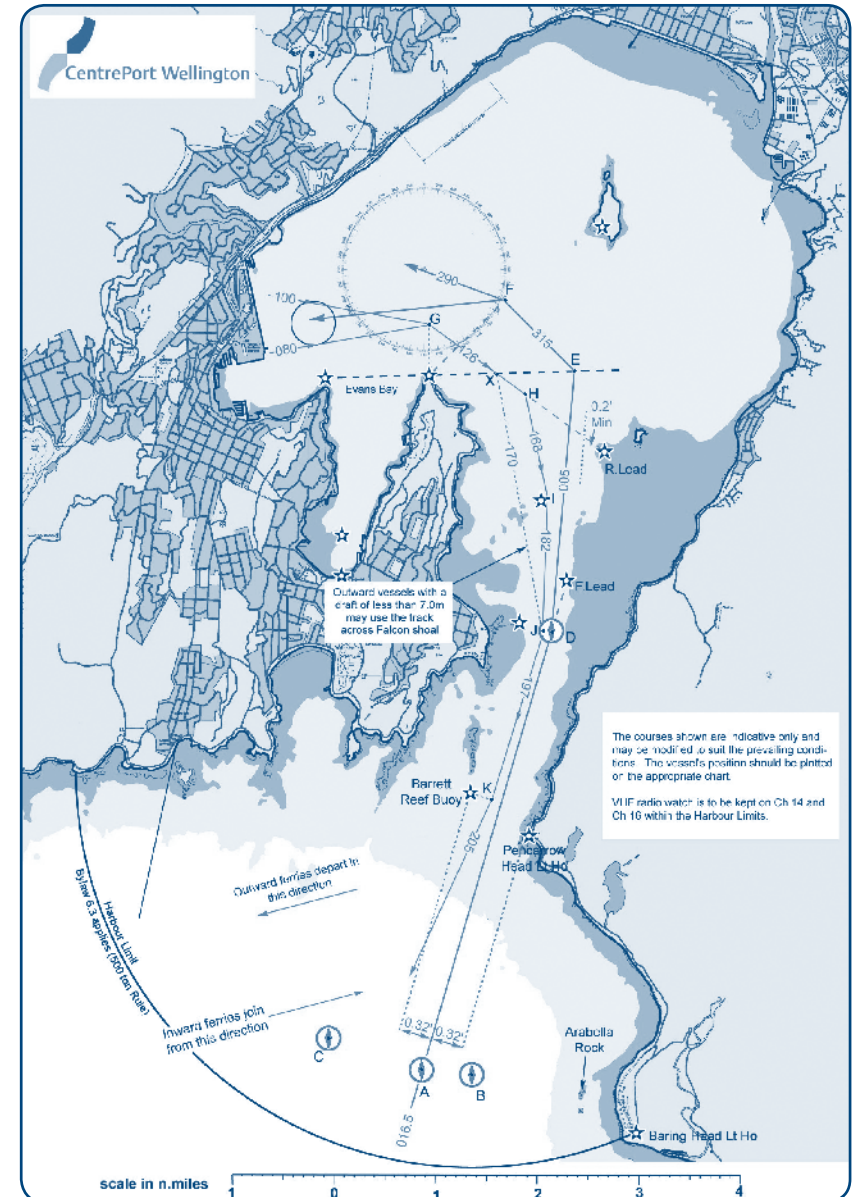 CentrePort Wellington
290
F
100
G
315
080
126
E
X
Evans Bay
H
0.2'
Min
168
170
R.Lead
005
I
182
F.Lead
Outward vessels with a
draft of less than 7.0m
may use the track
across Falcon shoal
J
D
197
The courses shown are indicative only and
may be modified to suit the prevailing condi-
tions. The vessel's position should be plotted
on the appropriate chart.
VHF radio watch is to be kept on Ch 14 and
Ch 16 within the Harbour Limits.
Barrett
Reef Buoy
K
205
Pencarrow
Head Lt Ho
Outward ferries depart in
this direction
Harbour Limit
Bylaw 6.3 applies (500 ton Rule)
Inward ferries join
from this direction
0.32'
0.32'
Arabella
Rock
C
A
B
016.5
Baring Head Lt Ho
scale in n.miles
1
0
1
2
3
4